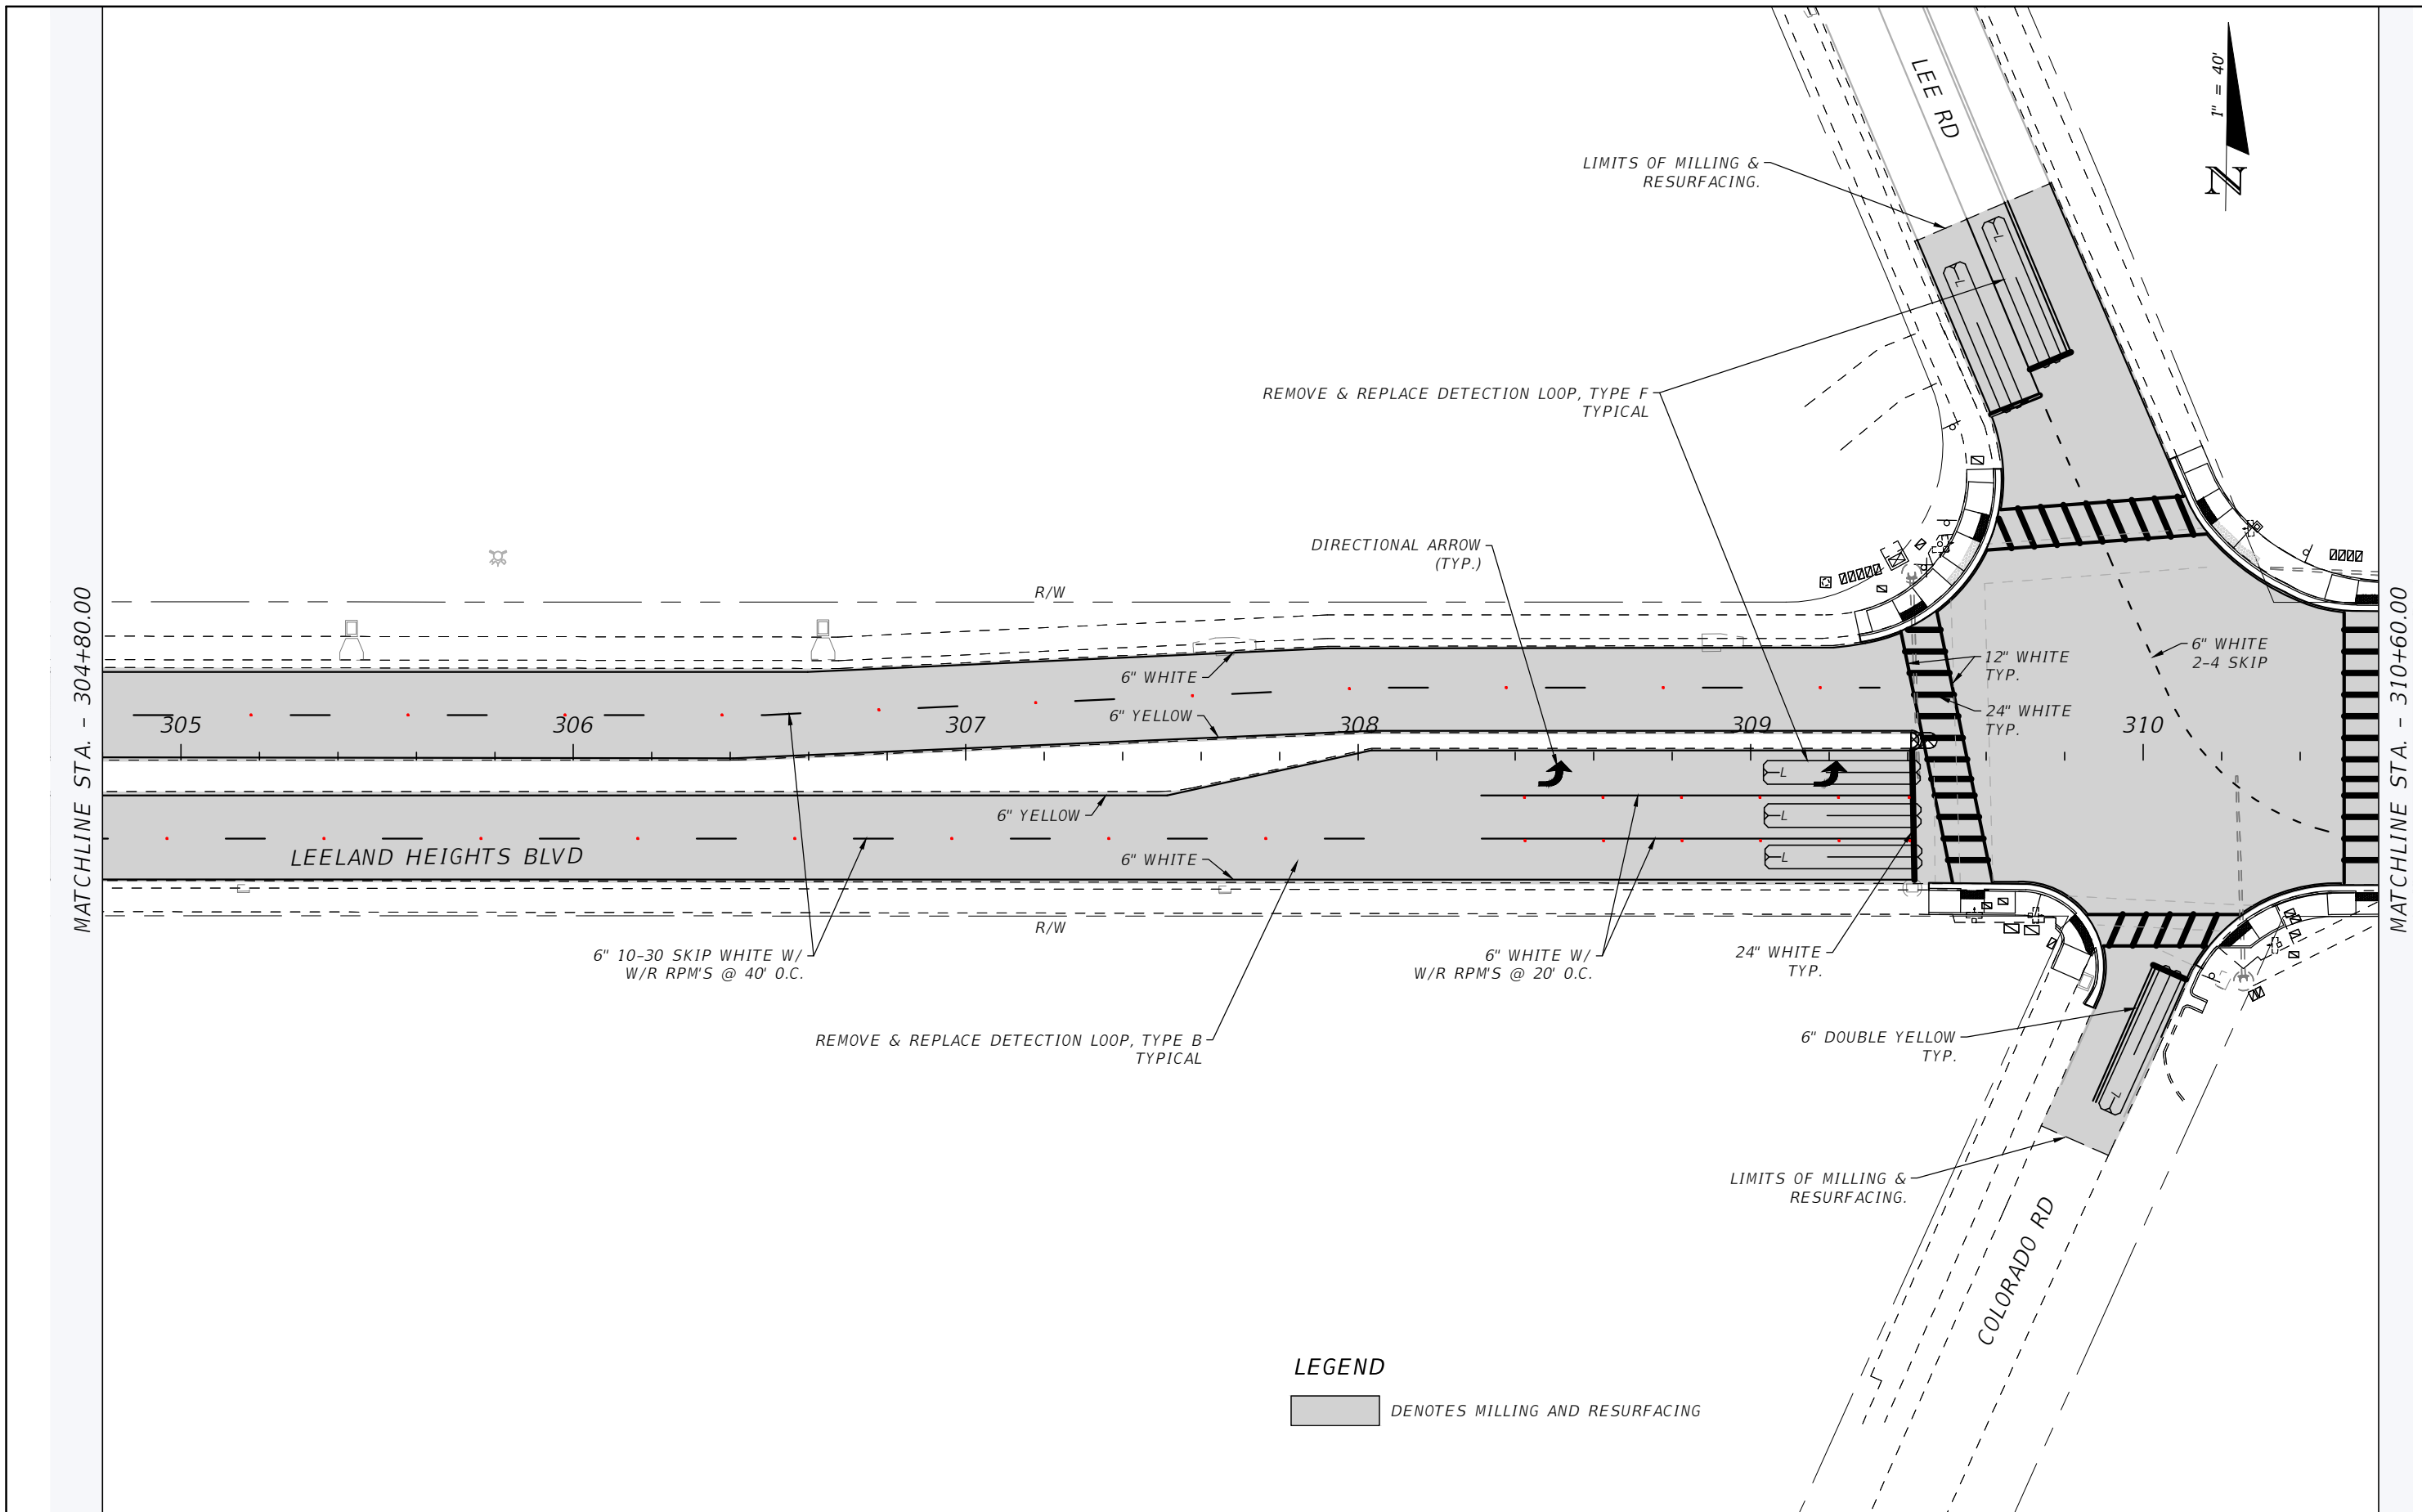 LEE RD
1" = 40'
N
LIMITS OF MILLING &
RESURFACING.
L
L
REMOVE & REPLACE DETECTION LOOP, TYPE F
TYPICAL
DIRECTIONAL ARROW
(TYP.)
R/W
MATCHLINE STA. - 304+80.00
MATCHLINE STA. - 310+60.00
6" WHITE
6" WHITE
2-4 SKIP
12" WHITE
TYP.
6" YELLOW
24" WHITE
TYP.
305
306
307
308
309
310
L
6" YELLOW
L
LEELAND HEIGHTS BLVD
6" WHITE
L
R/W
6" 10-30 SKIP WHITE W/
W/R RPM'S @ 40' O.C.
6" WHITE W/
W/R RPM'S @ 20' O.C.
24" WHITE
TYP.
REMOVE & REPLACE DETECTION LOOP, TYPE B
TYPICAL
6" DOUBLE YELLOW
TYP.
L
LIMITS OF MILLING &
RESURFACING.
COLORADO RD
LEGEND
DENOTES MILLING AND RESURFACING